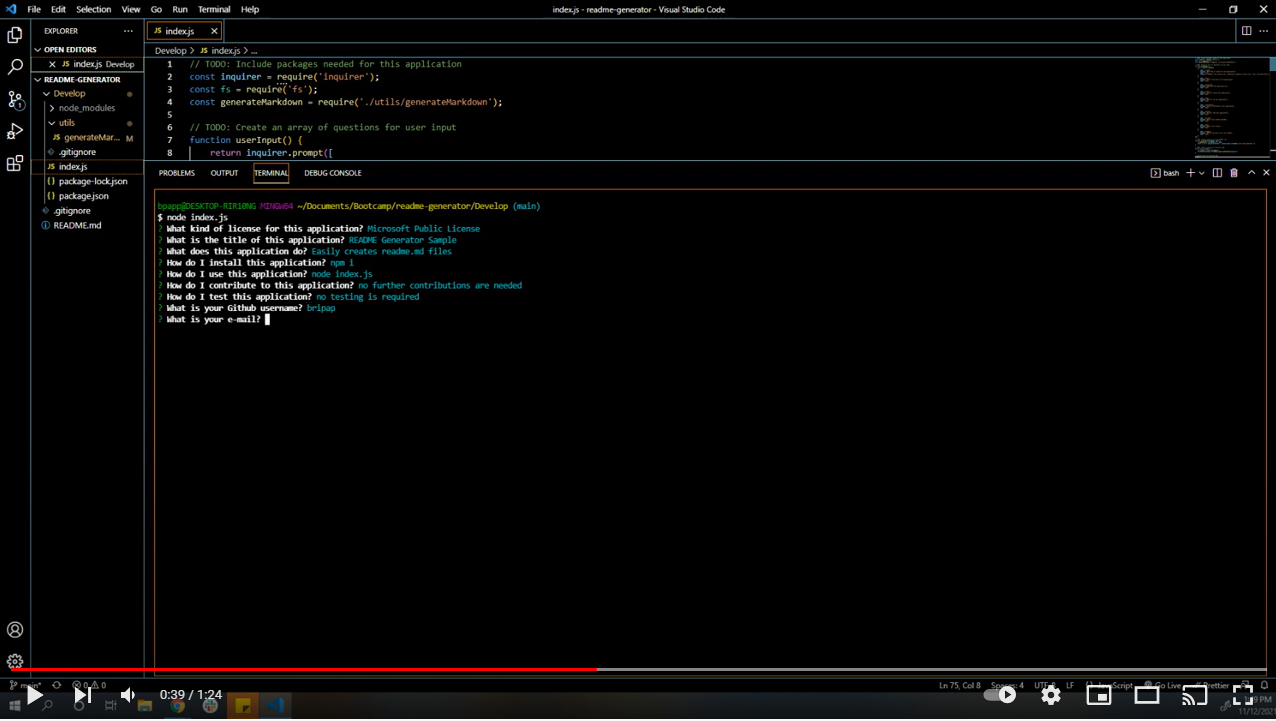 File Edit Selection View Go Run Terminal Help
index.js - readme-generator - Visual Studio Code
EXPLORER
OPEN EDITORS
index.js Develop
README-GENERATOR
Develop
node_modules
utils
generateMar... M
.gitignore
index.js
package-lock.json
package.json
.gitignore
README.md
1
JS index.js
Develop > JS index.js > ...
1 // TODO: Include packages needed for this application
2 const inquirer = require('inquirer');
3 const fs = require('fs');
4 const generateMarkdown = require('./utils/generateMarkdown');
5
6 // TODO: Create an array of questions for user input
7 function userInput() {
8 return inquirer.prompt([
PROBLEMS OUTPUT TERMINAL DEBUG CONSOLE
bash
bpapp@DESKTOP-RIR10NG MINGW64 ~/Documents/Bootcamp/readme-generator/Develop (main)
$ node index.js
? What kind of license for this application? Microsoft Public License
? What is the title of this application? README Generator Sample
? What does this application do? Easily creates readme.md files
? How do I install this application? npm i
? How do I use this application? node index.js
? How do I contribute to this application? no further contributions are needed
? How do I test this application? no testing is required
? What is your Github username? bripap
? What is your e-mail?
main* 0 0
Ln 75, Col 8 Spaces: 4 UTF-8 LF JavaScript Go Live Prettier
0:39 / 1:24